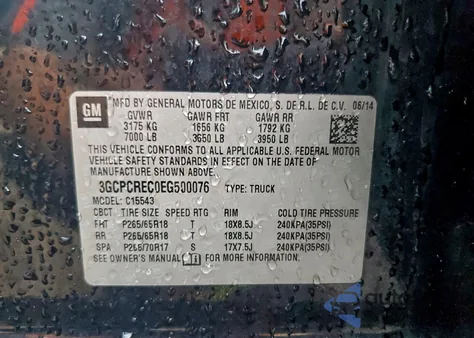 GM
MFD BY GENERAL MOTORS DE MEXICO, S. DE R.L. DE C.V. 06/14
GVWR GAWR FRT GAWR RR
3175 KG 1656 KG 1792 KG
7000 LB 3650 LB 3950 LB
THIS VEHICLE CONFORMS TO ALL APPLICABLE U.S. FEDERAL MOTOR
VEHICLE SAFETY STANDARDS IN EFFECT ON THE DATE OF
MANUFACTURE SHOWN ABOVE.
3GCPCREC0EG500076 TYPE: TRUCK
MODEL: C15543
CBCT TIRE SIZE SPEED RTG RIM COLD TIRE PRESSURE
FHT P265/65R18 T 18X8.5J 240KPA(35PSI)
RR P265/65R18 T 18X8.5J 240KPA(35PSI)
SPA P265/70R17 S 17X7.5J 240KPA(35PSI)
SEE OWNER'S MANUAL FOR MORE INFORMATION.